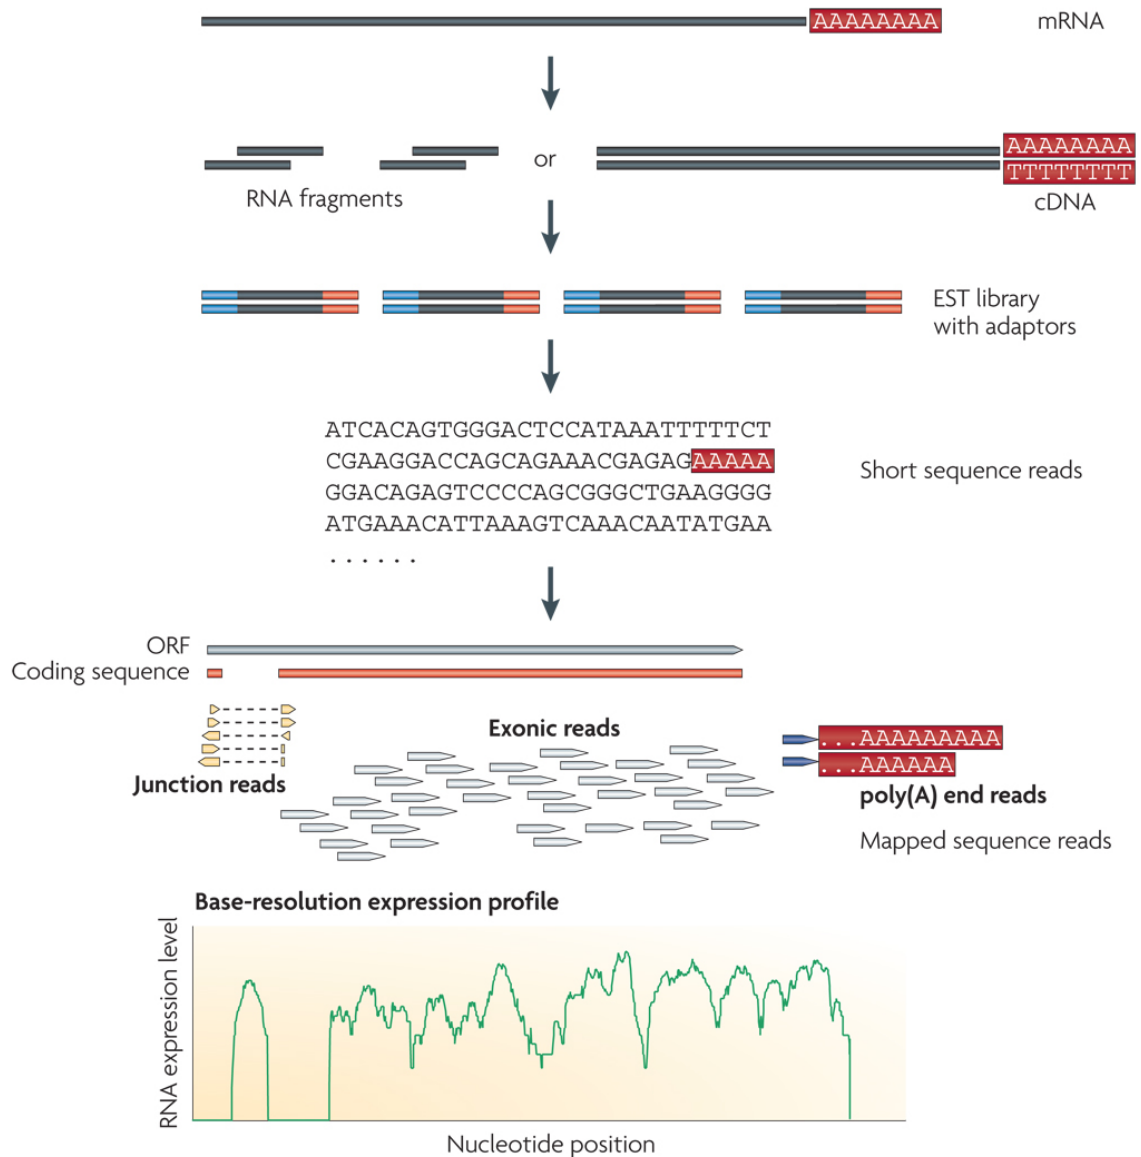 AAAAAAAA mRNA
or
AAAAAAAA
TTTTTTTT
RNA fragments
cDNA
EST library
with adaptors
ATCACAGTGGGACTCCATAAATTTTTCT
CGAAGGACCAGCAGAAACGAGAGAAAAA
GGACAGAGTCCCCAGCGGGCTGAAGGGG
ATGAAACATTAAAGTCAAACAATATGAA
. . . . . .
Short sequence reads
ORF
Coding sequence
Junction reads
Exonic reads
...AAAAAAAAA
...AAAAAA
poly(A) end reads
Mapped sequence reads
Base-resolution expression profile
RNA expression level
Nucleotide position